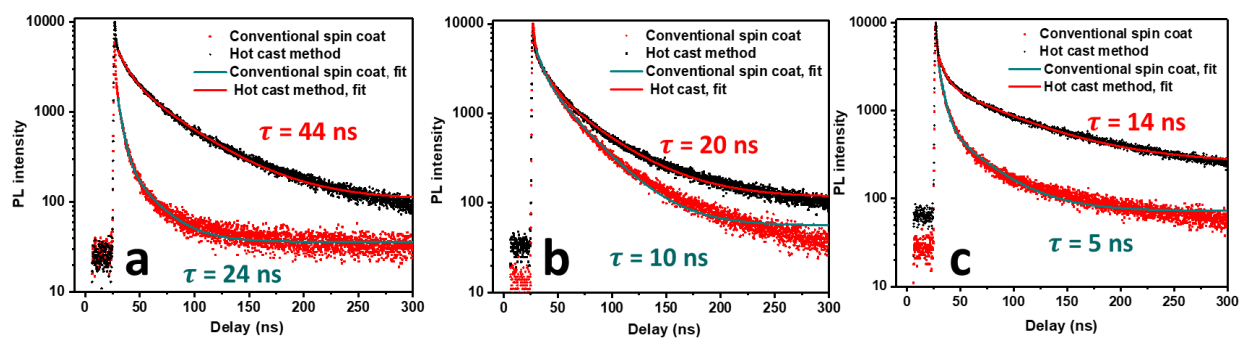 10000
1000
100
10
PL intensity
Conventional spin coat
Hot cast method
Conventional spin coat, fit
Hot cast method, fit
τ = 44 ns
τ = 24 ns
a
0 50 100 150 200 250 300
Delay (ns)
10000
1000
100
10
PL intensity
Conventional spin coat
Hot cast method
Conventional spin coat, fit
Hot cast, fit
τ = 20 ns
τ = 10 ns
b
0 50 100 150 200 250 300
Delay (ns)
10000
1000
100
10
PL intensity
Conventional spin coat
Hot cast method
Conventional spin coat, fit
Hot cast method, fit
τ = 14 ns
τ = 5 ns
c
0 50 100 150 200 250 300
Delay (ns)